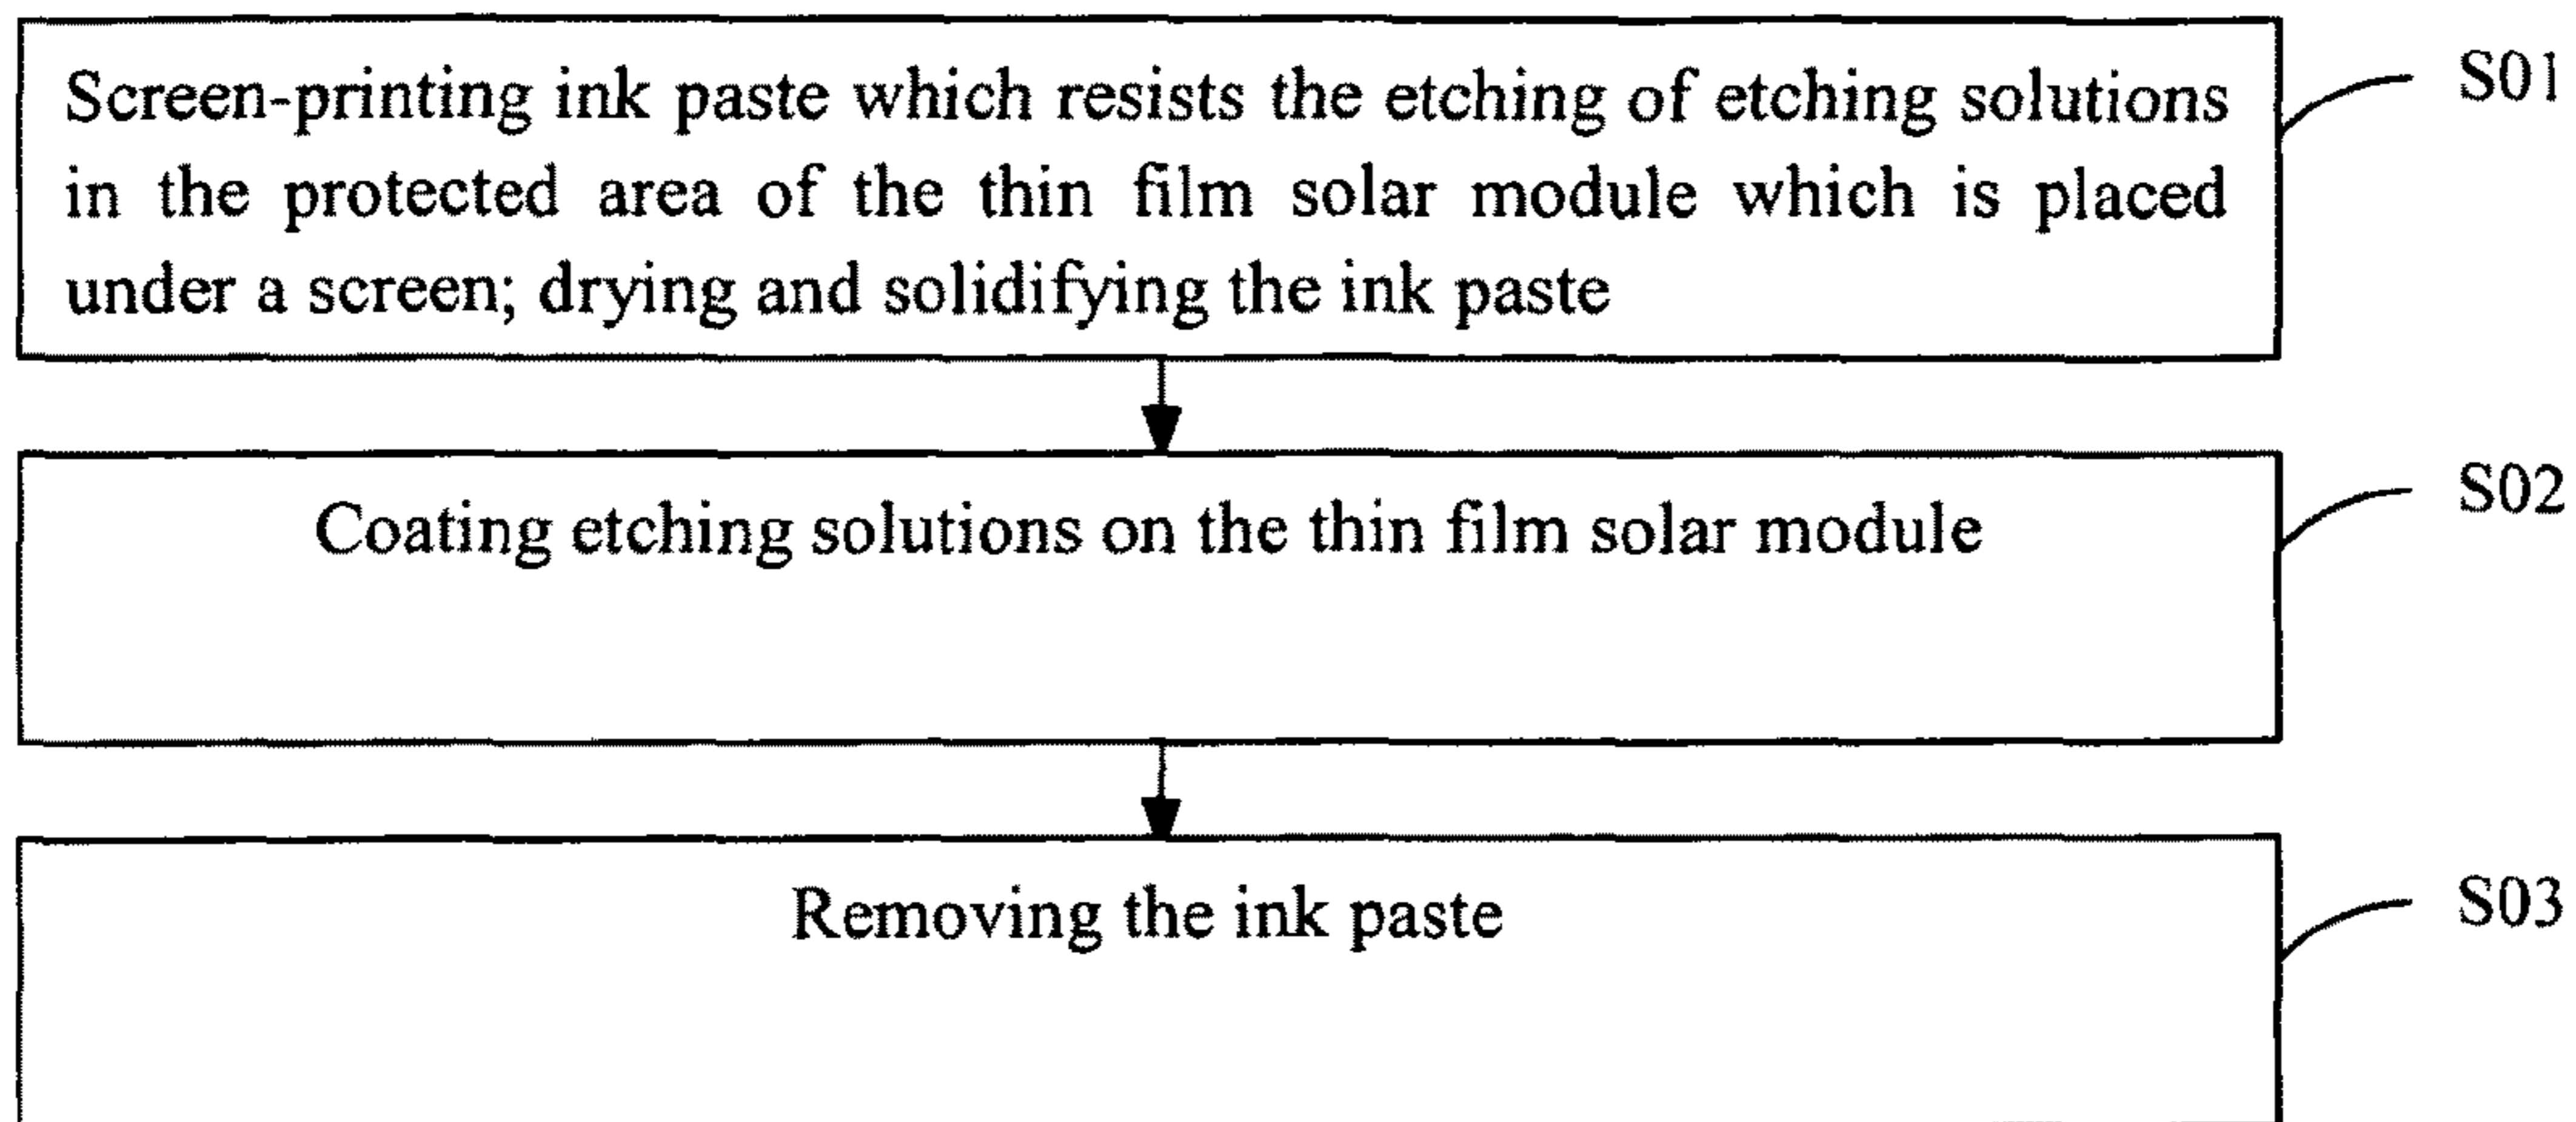 Screen-printing ink paste which resists the etching of etching solutions
in the protected area of the thin film solar module which is placed
under a screen; drying and solidifying the ink paste
S01
Coating etching solutions on the thin film solar module
S02
Removing the ink paste
S03